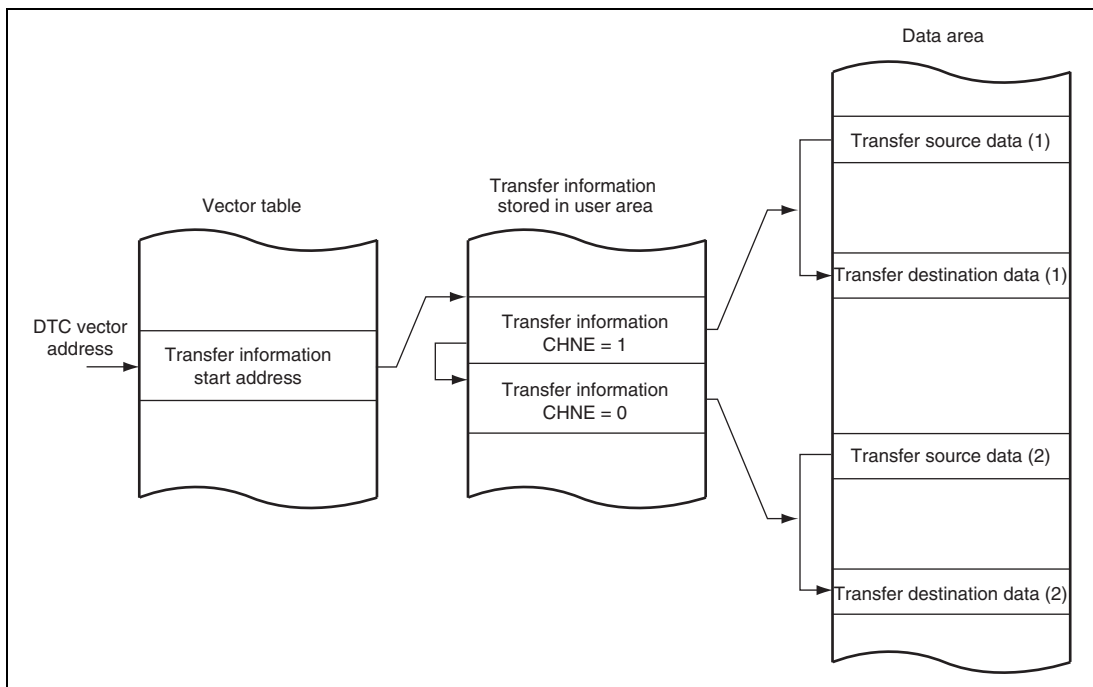 Data area
Transfer source data (1)
Transfer information
stored in user area
Vector table
Transfer destination data (1)
DTC vector
address
Transfer information
CHNE = 1
Transfer information
start address
Transfer information
CHNE = 0
Transfer source data (2)
Transfer destination data (2)